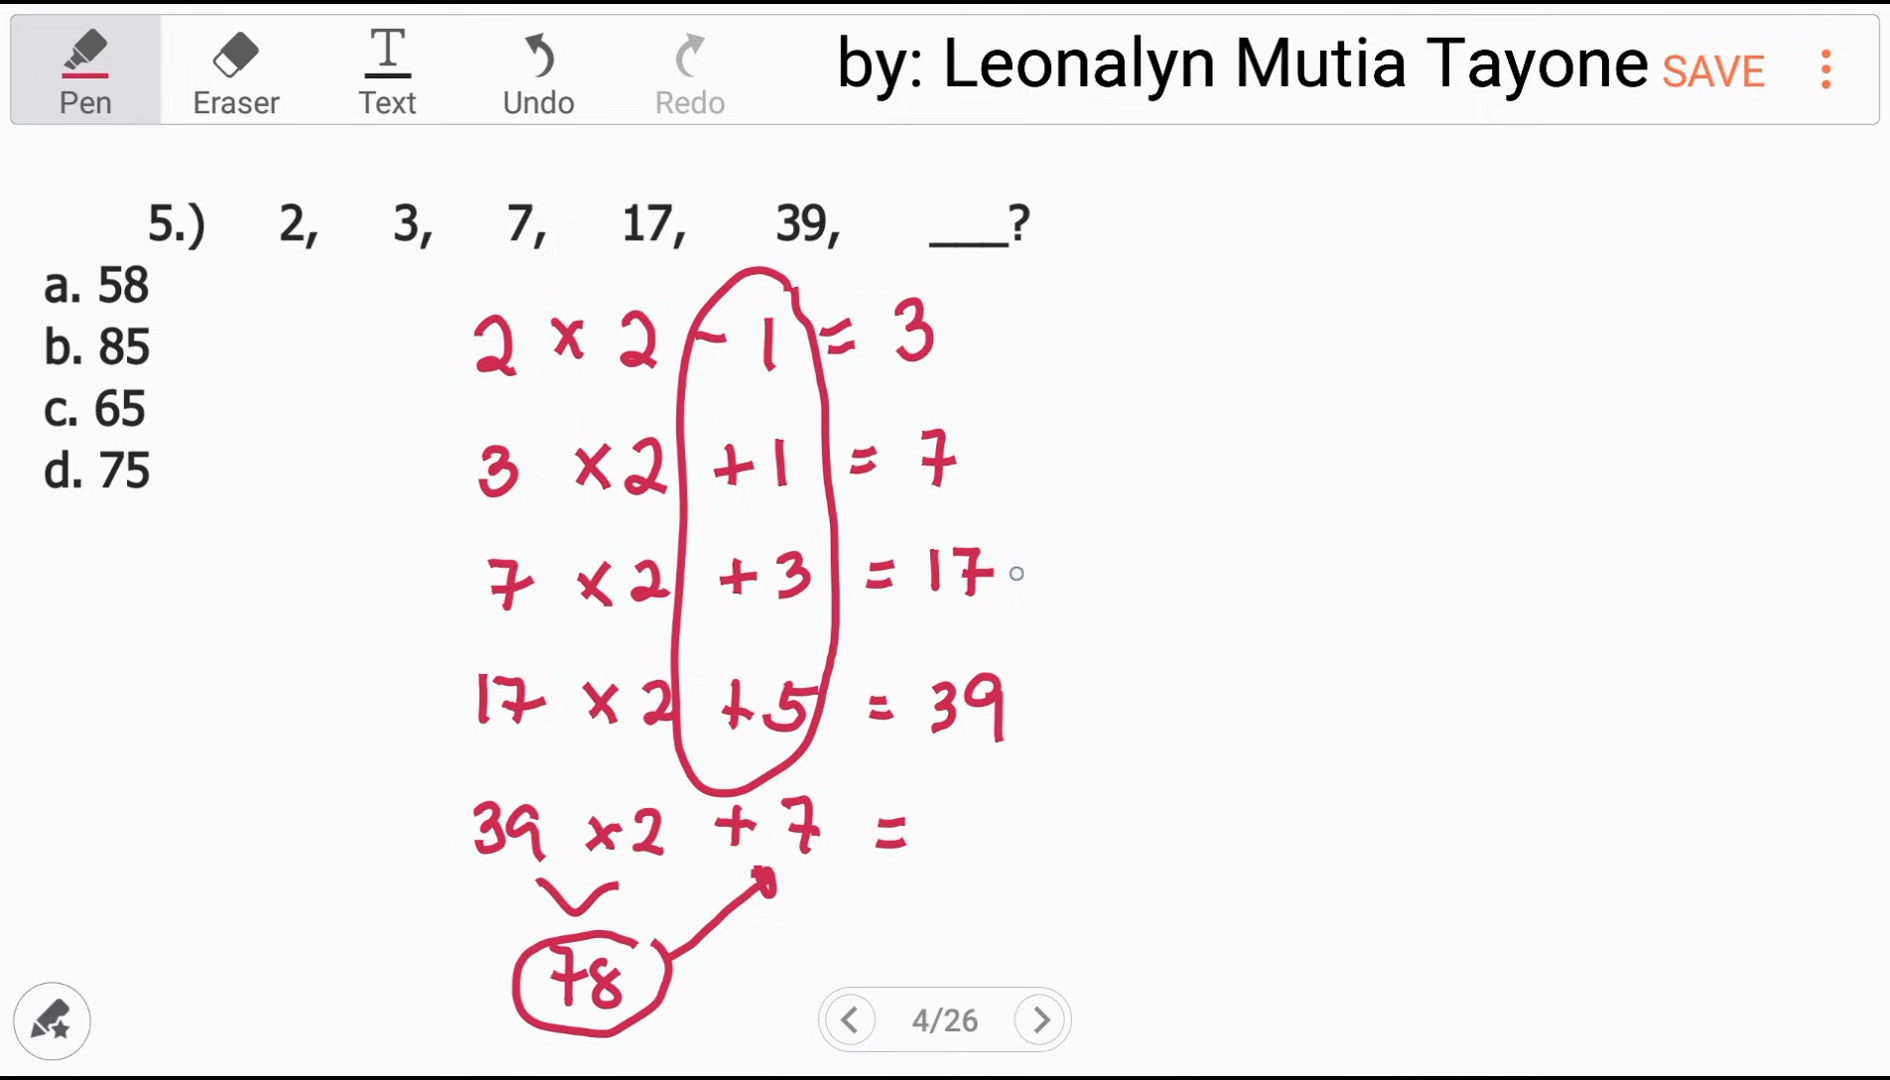 Pen Eraser Text Undo Redo by: Leonalyn Mutia Tayone SAVE
5.) 2, 3, 7, 17, 39, ___?
a. 58
b. 85
c. 65
d. 75
2 × 2 - 1 = 3
3 × 2 + 1 = 7
7 × 2 + 3 = 17
17 × 2 + 5 = 39
39 × 2 + 7 =
78
4/26